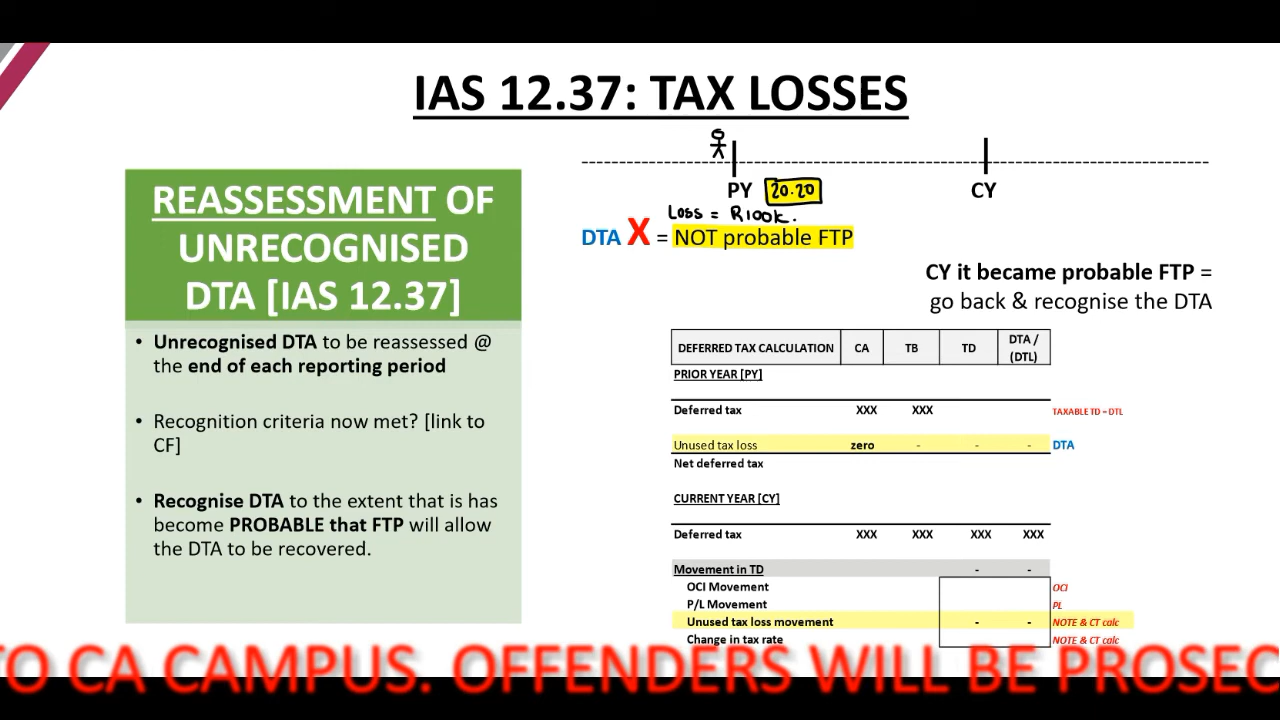 IAS 12.37: TAX LOSSES
REASSESSMENT OF
UNRECOGNISED
DTA [IAS 12.37]
• Unrecognised DTA to be reassessed @
the end of each reporting period
• Recognition criteria now met? [link to
CF]
• Recognise DTA to the extent that is has
become PROBABLE that FTP will allow
the DTA to be recovered.
PY 20.20 CY
Loss = R100k.
DTA X = NOT probable FTP
CY it became probable FTP =
go back & recognise the DTA
DEFERRED TAX CALCULATION CA TB TD DTA / (DTL)
PRIOR YEAR [PY]
Deferred tax XXX XXX TAXABLE TD = DTL
Unused tax loss zero - - - DTA
Net deferred tax
CURRENT YEAR [CY]
Deferred tax XXX XXX XXX XXX
Movement in TD - -
OCI Movement OCI
P/L Movement PL
Unused tax loss movement - - NOTE & CT calc
Change in tax rate NOTE & CT calc
TO CA CAMPUS. OFFENDERS WILL BE PROSEC